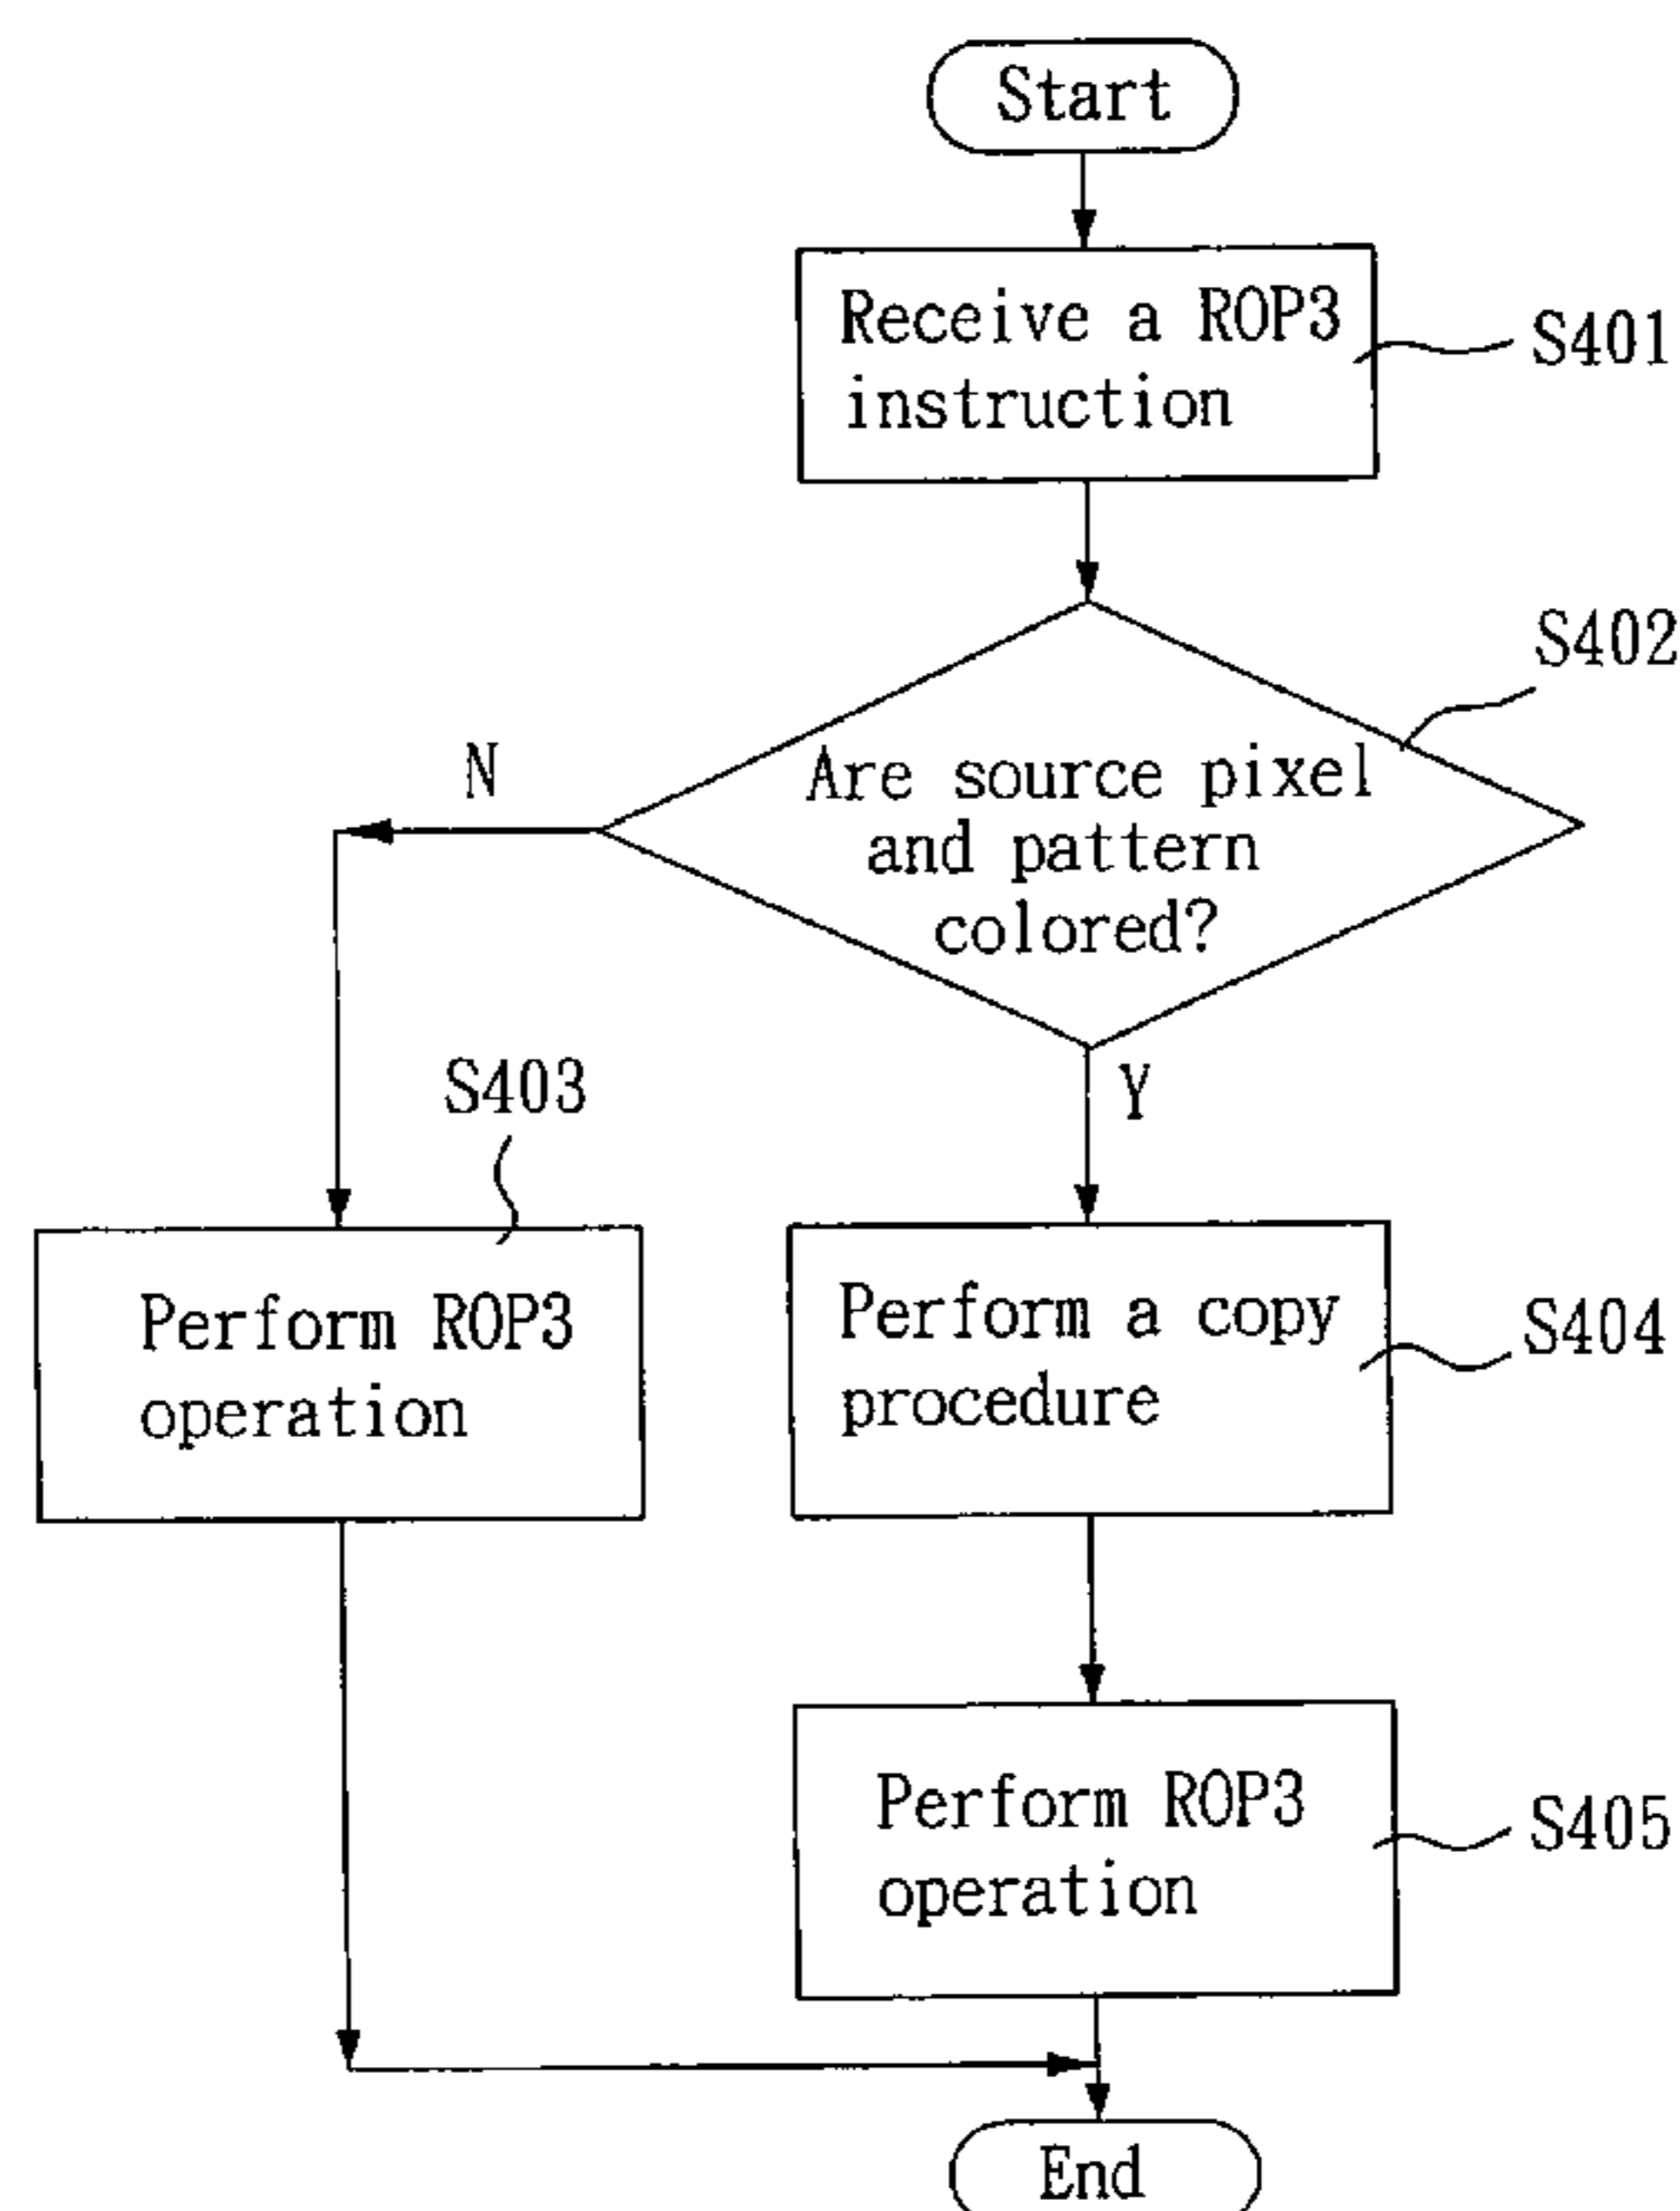 Start
Receive a ROP3
instruction
S401
S402
Are source pixel
and pattern
colored?
N
Y
S403
Perform ROP3
operation
Perform a copy
procedure
S404
Perform ROP3
operation
S405
End